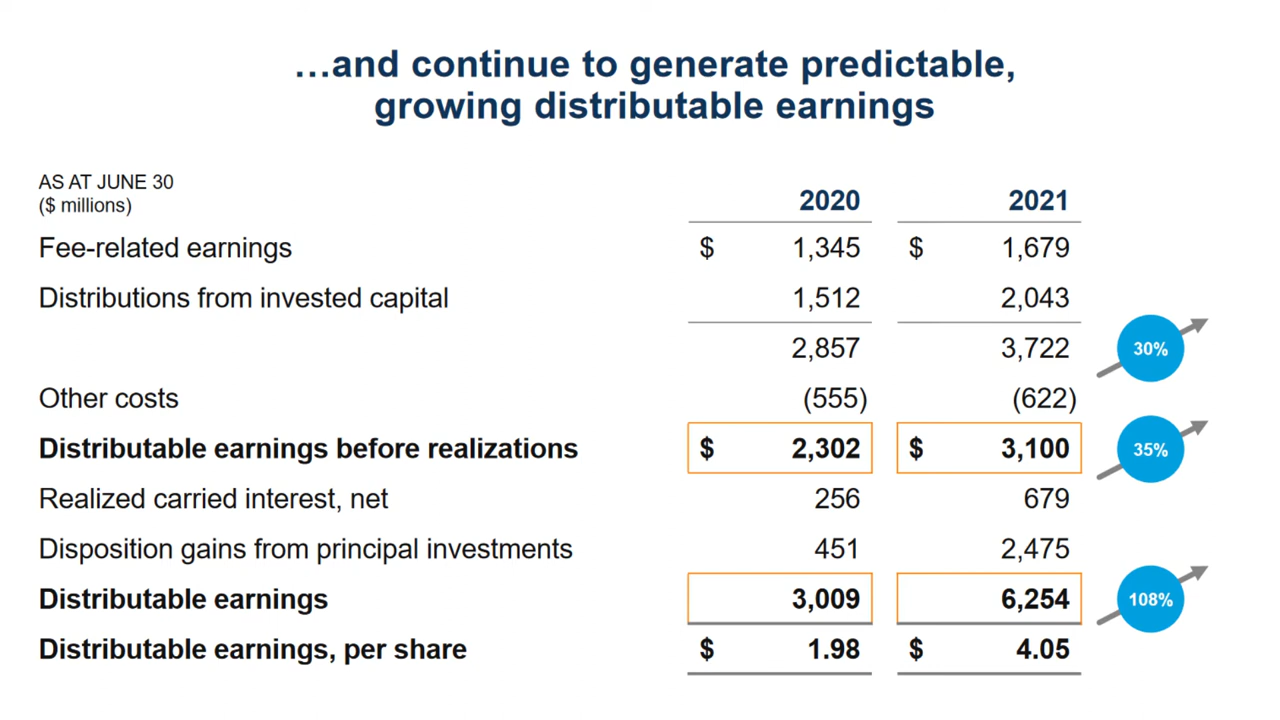 …and continue to generate predictable,
growing distributable earnings
AS AT JUNE 30
($ millions)
2020 2021
Fee-related earnings $ 1,345 $ 1,679
Distributions from invested capital 1,512 2,043
2,857 3,722 30%
Other costs (555) (622)
Distributable earnings before realizations $ 2,302 $ 3,100 35%
Realized carried interest, net 256 679
Disposition gains from principal investments 451 2,475
Distributable earnings 3,009 6,254 108%
Distributable earnings, per share $ 1.98 $ 4.05